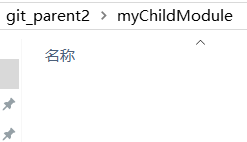 git_parent2 > myChildModule
名称